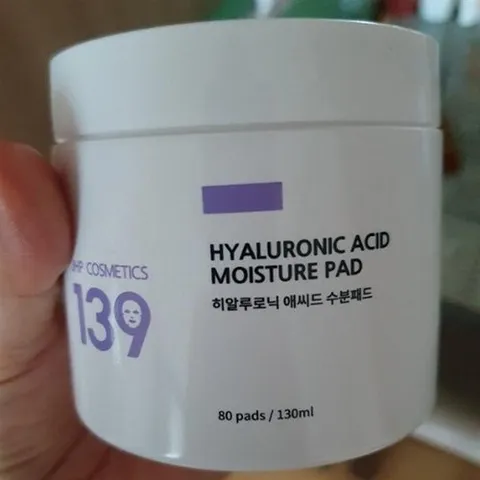 COSMETICS
139
HYALURONIC ACID
MOISTURE PAD
히알루로닉 애씨드 수분패드
80 pads / 130ml